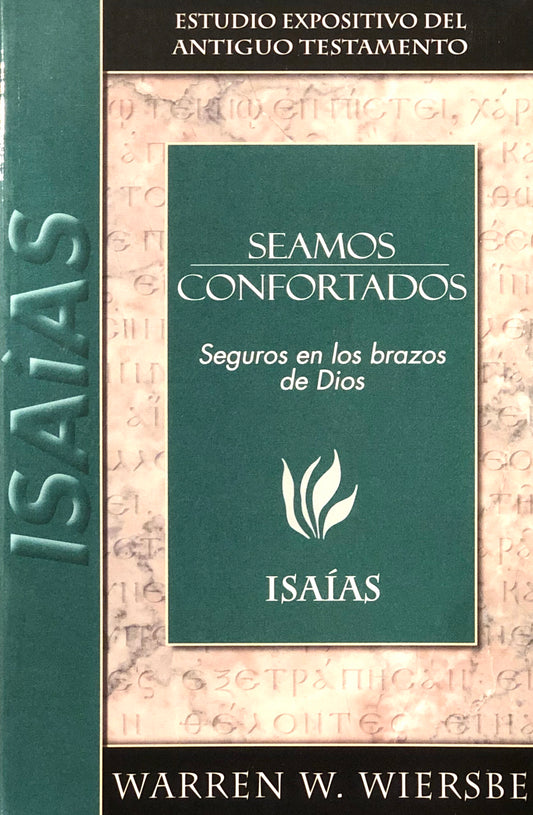 ESTUDIO EXPOSITIVO DEL
ANTIGUO TESTAMENTO
ISAíAS
SEAMOS
CONFORTADOS
Seguros en los brazos
de Dios
ISAÍAS
WARREN W. WIERSBE